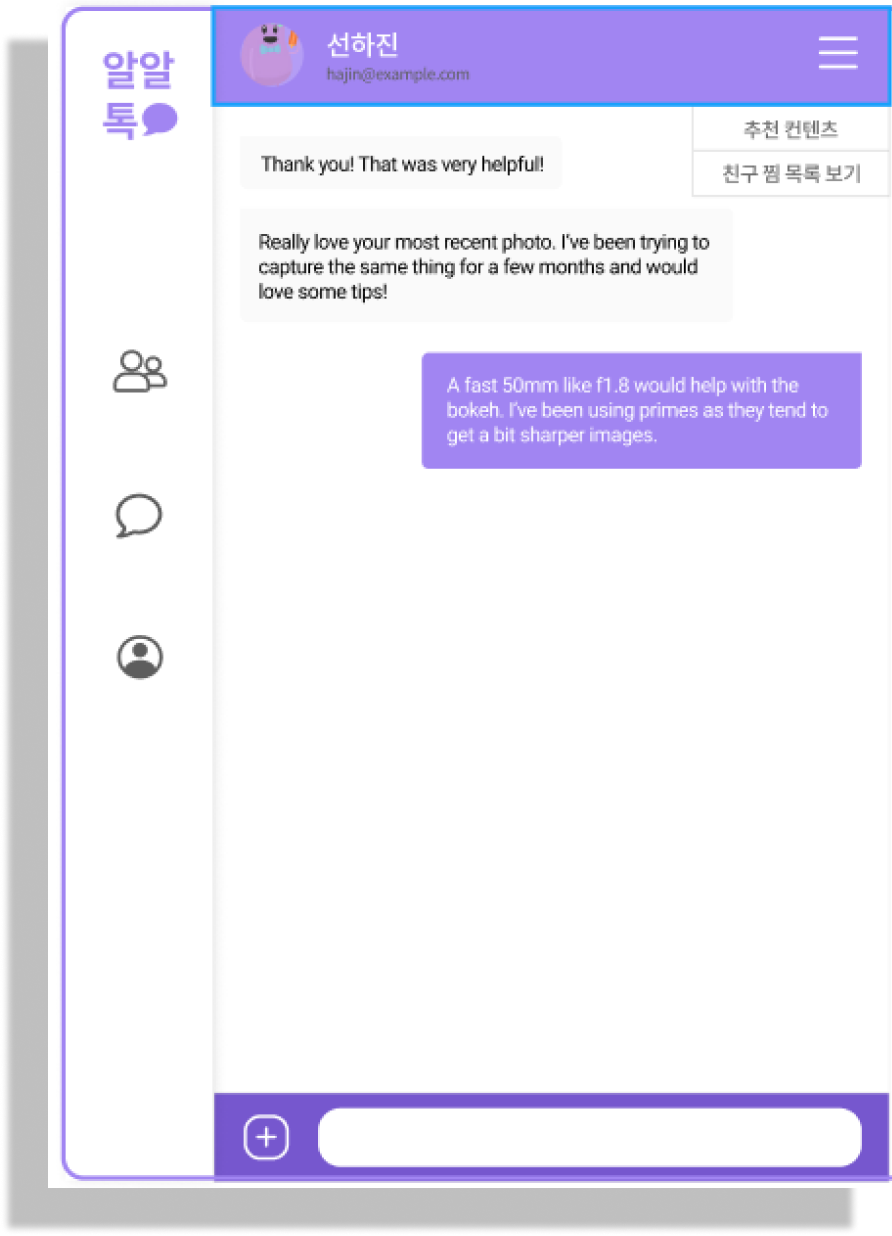 알알
톡
선하진
hajin@example.com
추천 컨텐츠
친구 찜 목록 보기
Thank you! That was very helpful!
Really love your most recent photo. I've been trying to
capture the same thing for a few months and would
love some tips!
A fast 50mm like f1.8 would help with the
bokeh. I've been using primes as they tend to
get a bit sharper images.